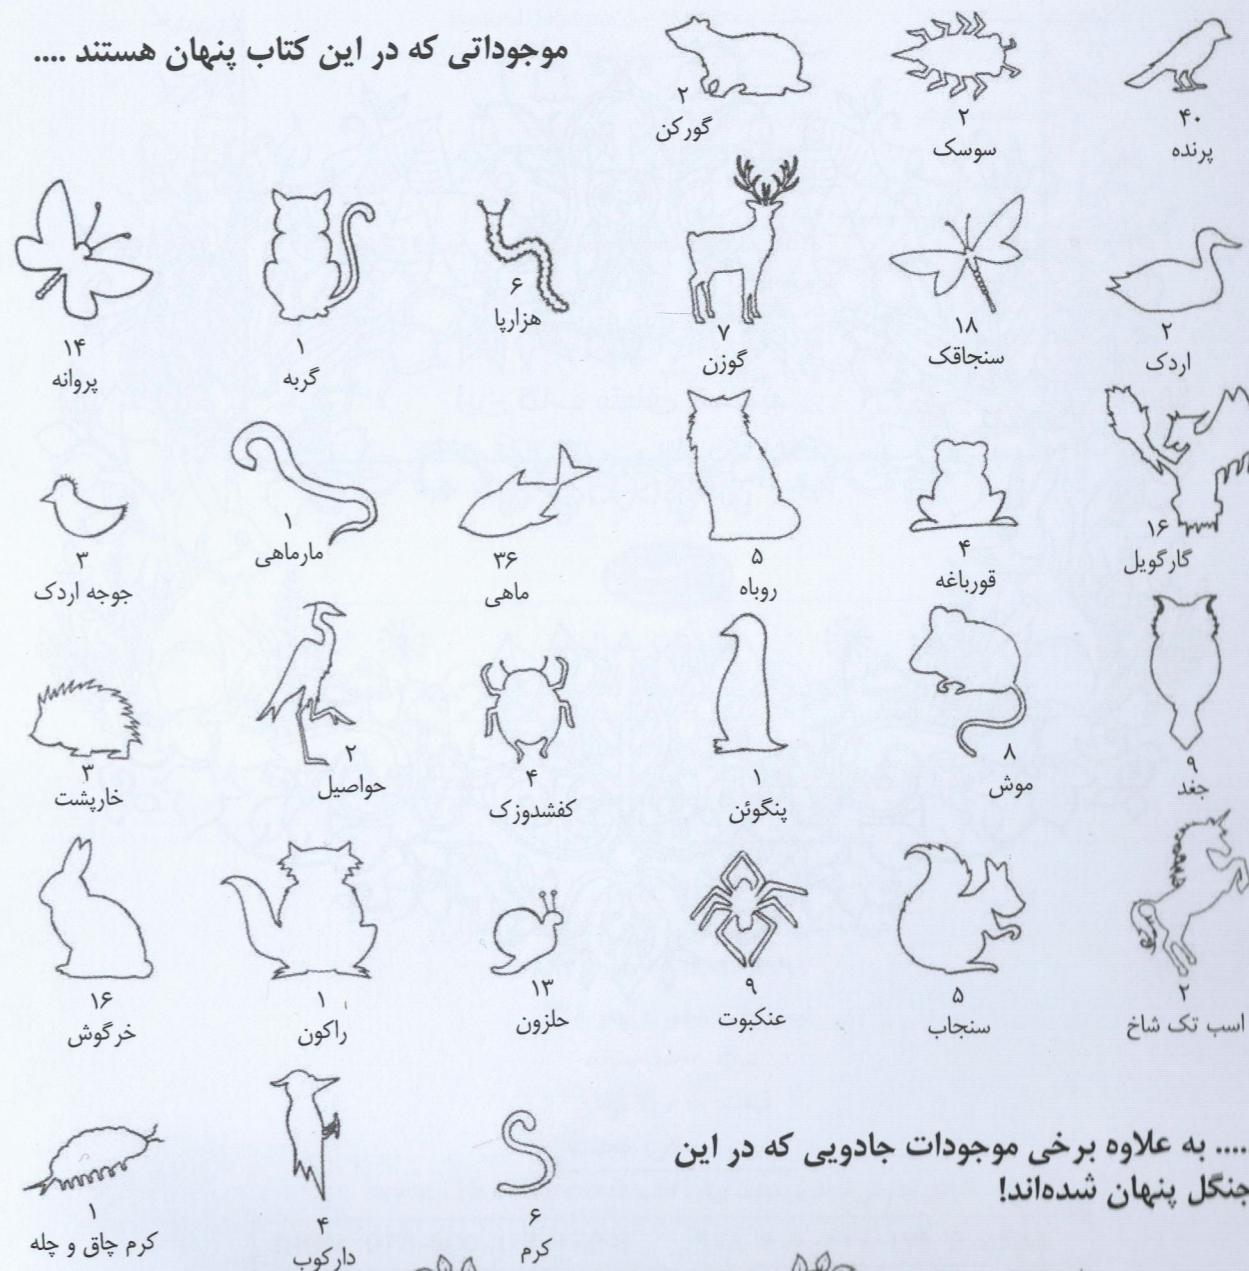 موجوداتی که در این کتاب پنهان هستند ....
۴۰
پرنده
۲
سوسک
۲
گورکن
۲
اردک
۱۸
سنجاقک
۷
گوزن
۶
هزارپا
۱
گربه
۱۴
پروانه
۱۶
گارگویل
۴
قورباغه
۵
روباه
۳۶
ماهی
۱
مارماهی
۳
جوجه اردک
۹
جغد
۸
موش
۱
پنگوئن
۴
کفشدوزک
۲
حواصیل
۳
خارپشت
۲
اسب تک شاخ
۵
سنجاب
۹
عنکبوت
۱۳
حلزون
۱
راکون
۱۶
خرگوش
۶
کرم
۴
دارکوب
۱
کرم چاق و چله
.... به علاوه برخی موجودات جادویی که در این
جنگل پنهان شده‌اند!